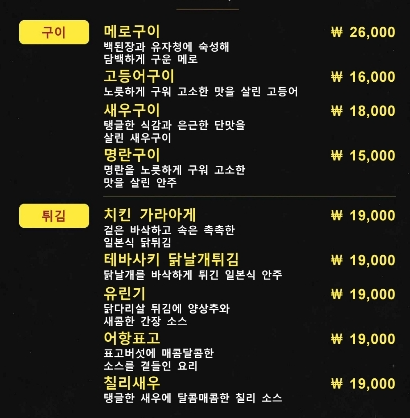 구이
메로구이 ₩ 26,000
백된장과 유자청에 숙성해
담백하게 구운 메로
고등어구이 ₩ 16,000
노릇하게 구워 고소한 맛을 살린 고등어
새우구이 ₩ 18,000
탱글한 식감과 은근한 단맛을
살린 새우구이
명란구이 ₩ 15,000
명란을 노릇하게 구워 고소한
맛을 살린 안주
튀김
치킨 가라아게 ₩ 19,000
겉은 바삭하고 속은 촉촉한
일본식 닭튀김
테바사키 닭날개튀김 ₩ 19,000
닭날개를 바삭하게 튀긴 일본식 안주
유린기 ₩ 19,000
닭다리살 튀김에 양상추와
새콤한 간장 소스
어향표고 ₩ 19,000
표고버섯에 매콤달콤한
소스를 곁들인 요리
칠리새우 ₩ 19,000
탱글한 새우에 달콤매콤한 칠리 소스